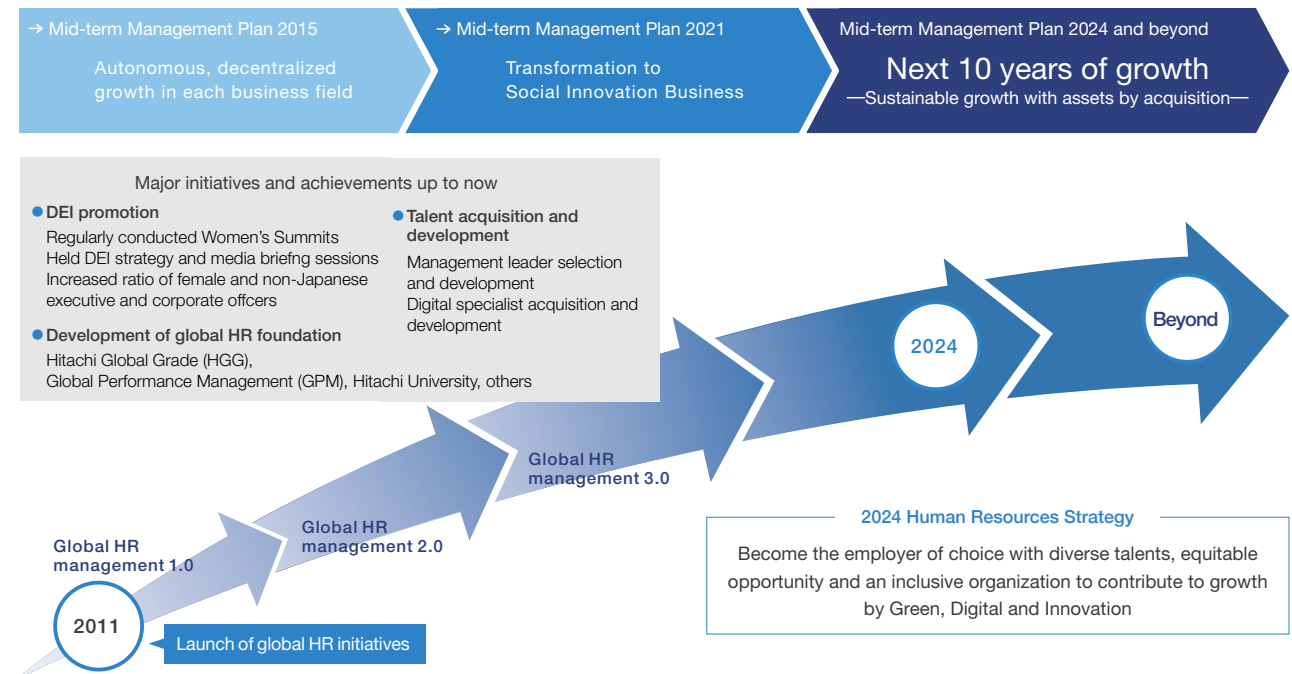 → Mid-term Management Plan 2015
Autonomous, decentralized
growth in each business field
→ Mid-term Management Plan 2021
Transformation to
Social Innovation Business
Mid-term Management Plan 2024 and beyond
Next 10 years of growth
—Sustainable growth with assets by acquisition—
Major initiatives and achievements up to now
●DEI promotion
Regularly conducted Women's Summits
Held DEI strategy and media briefng sessions
Increased ratio of female and non-Japanese
executive and corporate offcers
●Development of global HR foundation
Hitachi Global Grade (HGG),
Global Performance Management (GPM), Hitachi University, others
●Talent acquisition and
development
Management leader selection
and development
Digital specialist acquisition and
development
Global HR
management 1.0
2011
Launch of global HR initiatives
Global HR
management 2.0
Global HR
management 3.0
2024
Beyond
2024 Human Resources Strategy
Become the employer of choice with diverse talents, equitable
opportunity and an inclusive organization to contribute to growth
by Green, Digital and Innovation